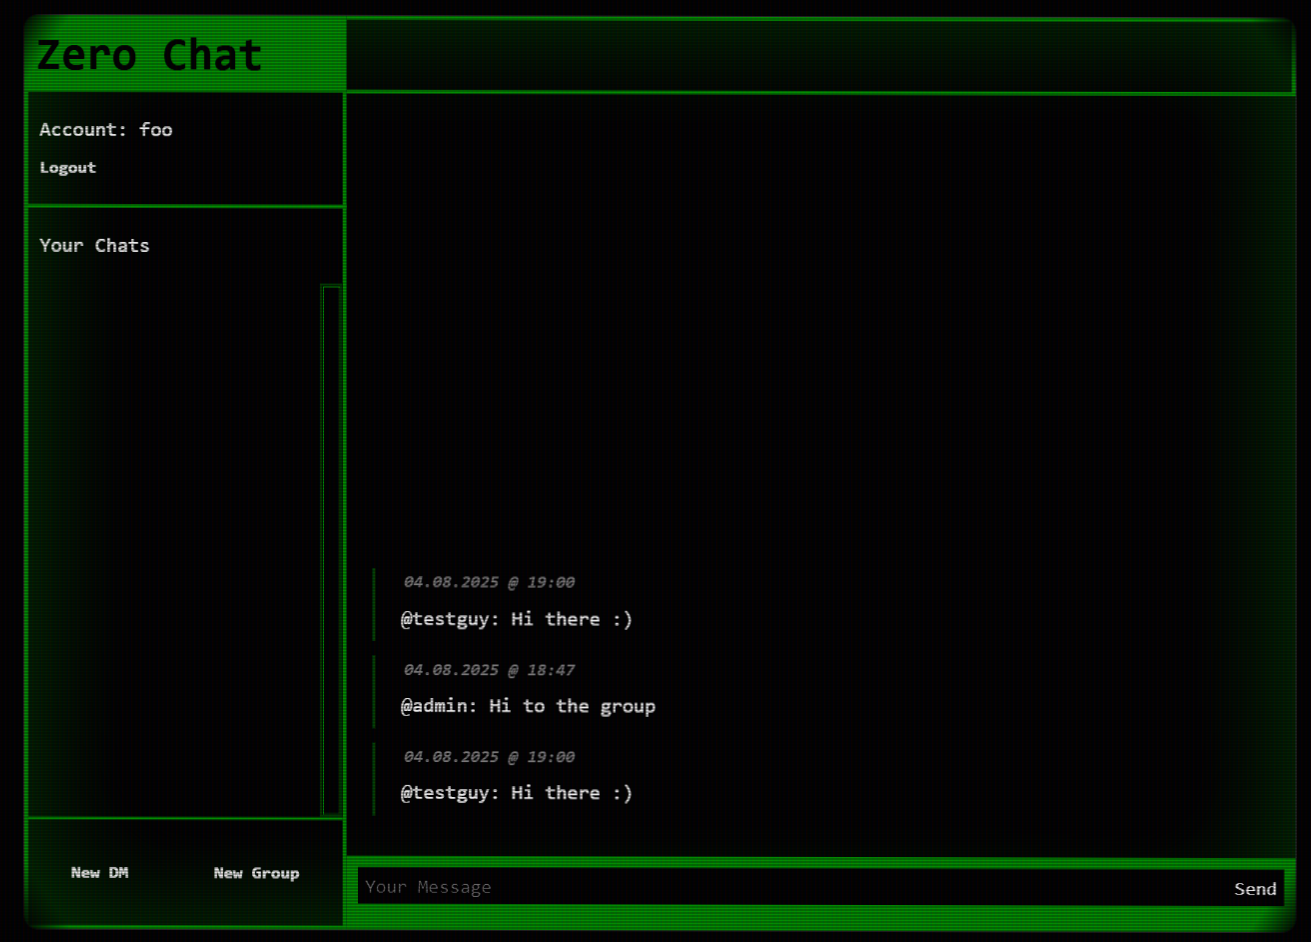 Zero Chat
Account: foo
Logout
Your Chats
New DM
New Group
04.08.2025 @ 19:00
@testguy: Hi there :)
04.08.2025 @ 18:47
@admin: Hi to the group
04.08.2025 @ 19:00
@testguy: Hi there :)
Your Message
Send